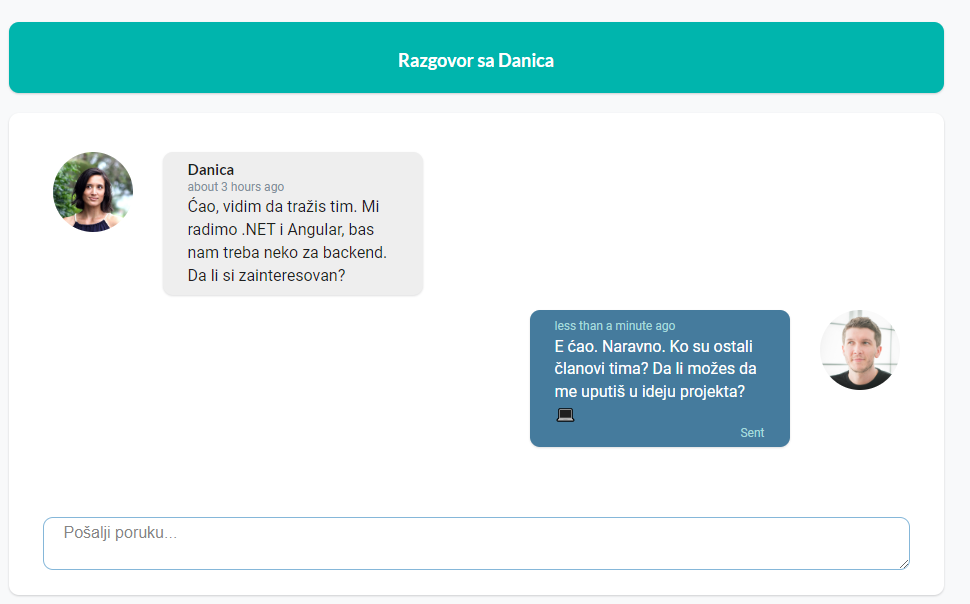 Razgovor sa Danica
Danica
about 3 hours ago
Ćao, vidim da tražis tim. Mi
radimo .NET i Angular, bas
nam treba neko za backend.
Da li si zainteresovan?
less than a minute ago
E ćao. Naravno. Ko su ostali
članovi tima? Da li možes da
me uputiš u ideju projekta?
💻
Sent
Pošalji poruku...